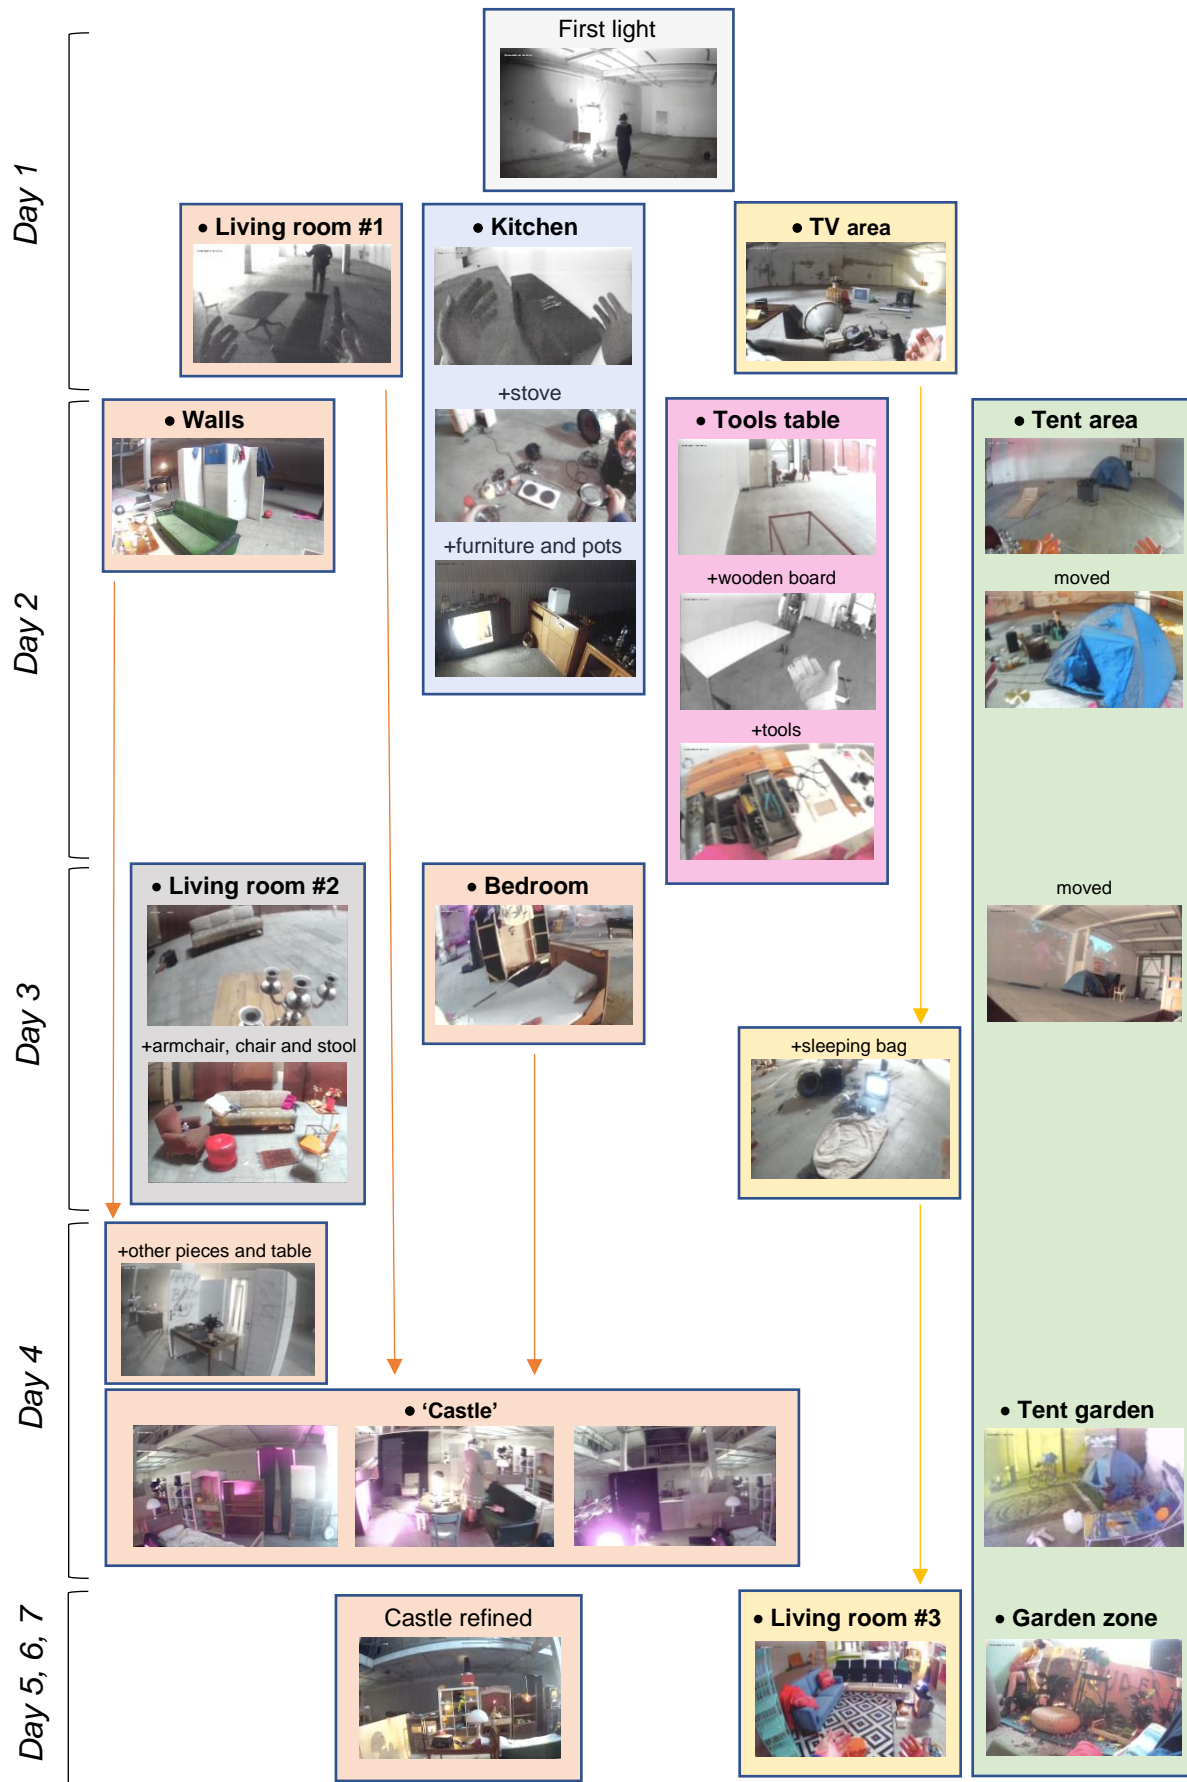 Day 1
First light
• Living room #1
• Kitchen
• TV area
+stove
Day 2
• Walls
• Tools table
• Tent area
+furniture and pots
+wooden board
moved
+tools
Day 3
• Living room #2
• Bedroom
moved
+armchair, chair and stool
+sleeping bag
Day 4
+other pieces and table
• ‘Castle’
• Tent garden
Day 5, 6, 7
Castle refined
• Living room #3
• Garden zone